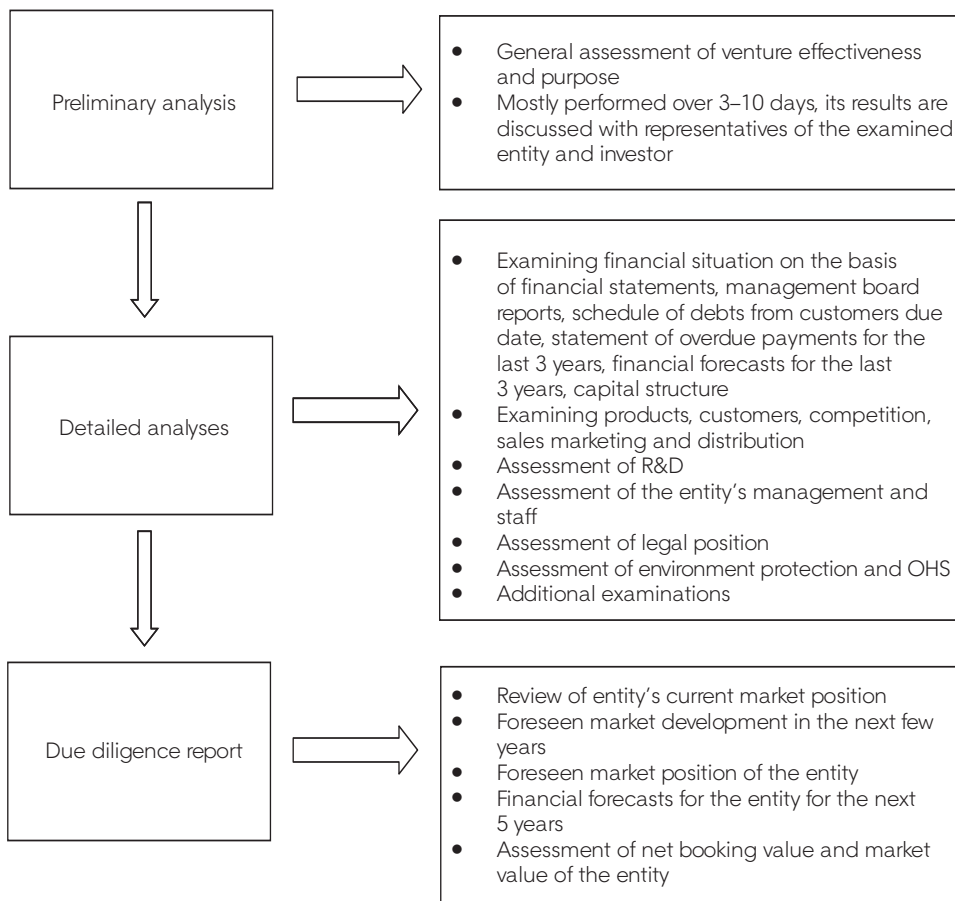 Preliminary analysis
● General assessment of venture effectiveness
and purpose
● Mostly performed over 3–10 days, its results are
discussed with representatives of the examined
entity and investor
Detailed analyses
● Examining financial situation on the basis
of financial statements, management board
reports, schedule of debts from customers due
date, statement of overdue payments for the
last 3 years, financial forecasts for the last
3 years, capital structure
● Examining products, customers, competition,
sales marketing and distribution
● Assessment of R&D
● Assessment of the entity‘s management and
staff
● Assessment of legal position
● Assessment of environment protection and OHS
● Additional examinations
Due diligence report
● Review of entity‘s current market position
● Foreseen market development in the next few
years
● Foreseen market position of the entity
● Financial forecasts for the entity for the next
5 years
● Assessment of net booking value and market
value of the entity